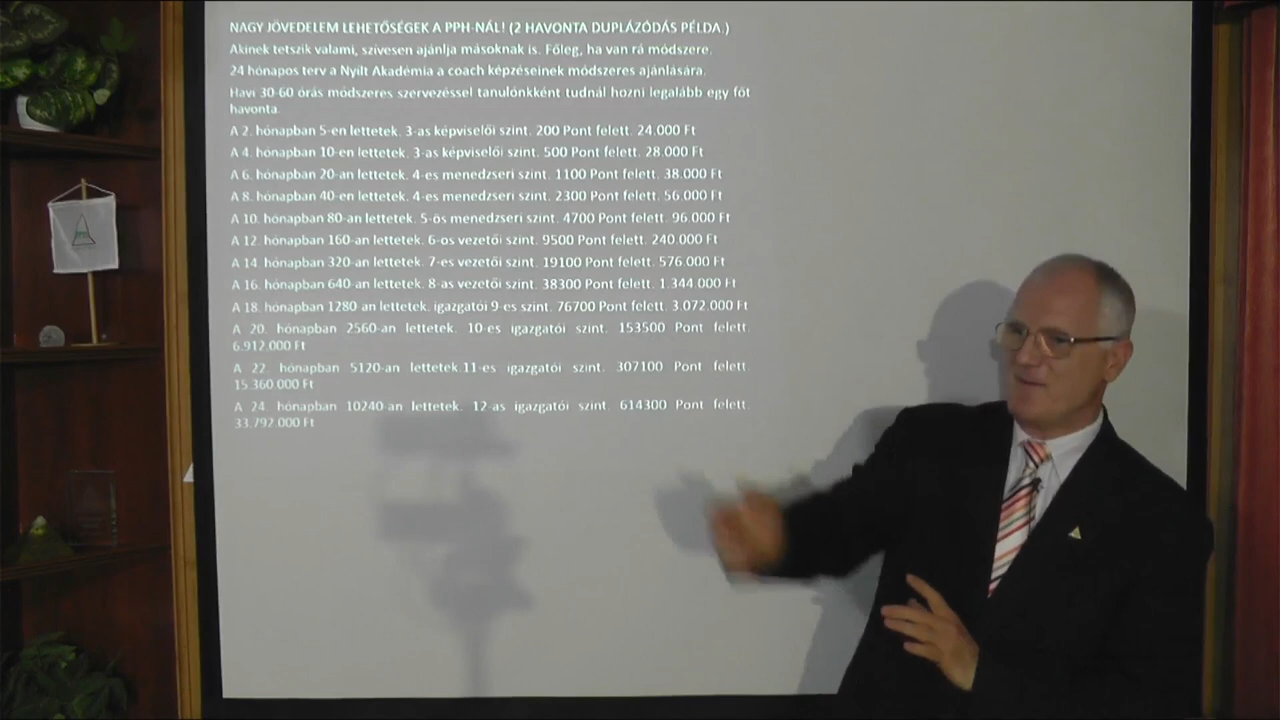 NAGY JÖVEDELEM LEHETŐSÉGEK A PPH-NÁL! (2 HAVONTA DUPLÁZÓDÁS PÉLDA.)
Akinek tetszik valami, szívesen ajánlja másoknak is. Főleg, ha van rá módszere.
24 hónapos terv a Nyílt Akadémia a coach képzéseinek módszeres ajánlására.
Havi 30-60 órás módszeres szervezéssel tanulónkként tudnál hozni legalább egy főt
havonta.
A 2. hónapban 5-en lettetek. 3-as képviselői szint. 200 Pont felett. 24.000 Ft
A 4. hónapban 10-en lettetek. 3-as képviselői szint. 500 Pont felett. 28.000 Ft
A 6. hónapban 20-an lettetek. 4-es menedzseri szint. 1100 Pont felett. 38.000 Ft
A 8. hónapban 40-en lettetek. 4-es menedzseri szint. 2300 Pont felett. 56.000 Ft
A 10. hónapban 80-an lettetek. 5-ös menedzseri szint. 4700 Pont felett. 96.000 Ft
A 12. hónapban 160-an lettetek. 6-os vezetői szint. 9500 Pont felett. 240.000 Ft
A 14. hónapban 320-an lettetek. 7-es vezetői szint. 19100 Pont felett. 576.000 Ft
A 16. hónapban 640-an lettetek. 8-as vezetői szint. 38300 Pont felett. 1.344.000 Ft
A 18. hónapban 1280-an lettetek. igazgatói 9-es szint. 76700 Pont felett. 3.072.000 Ft
A 20. hónapban 2560-an lettetek. 10-es igazgatói szint. 153500 Pont felett.
6.912.000 Ft
A 22. hónapban 5120-an lettetek.11-es igazgatói szint. 307100 Pont felett.
15.360.000 Ft
A 24. hónapban 10240-an lettetek. 12-as igazgatói szint. 614300 Pont felett.
33.792.000 Ft